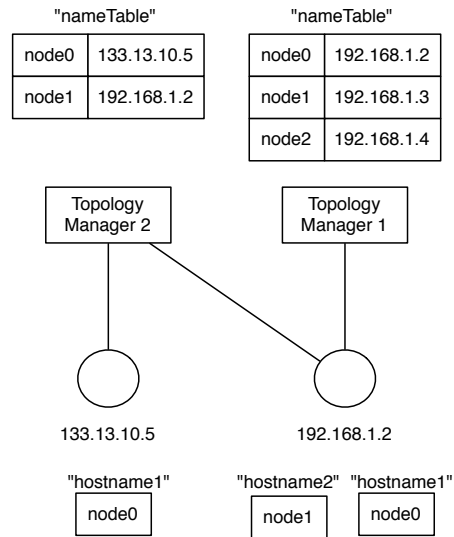 "nameTable" "nameTable"
node0 133.13.10.5 node0 192.168.1.2
node1 192.168.1.2 node1 192.168.1.3
node2 192.168.1.4
Topology Topology
Manager 2 Manager 1
133.13.10.5 192.168.1.2
"hostname1" "hostname2" "hostname1"
node0 node1 node0